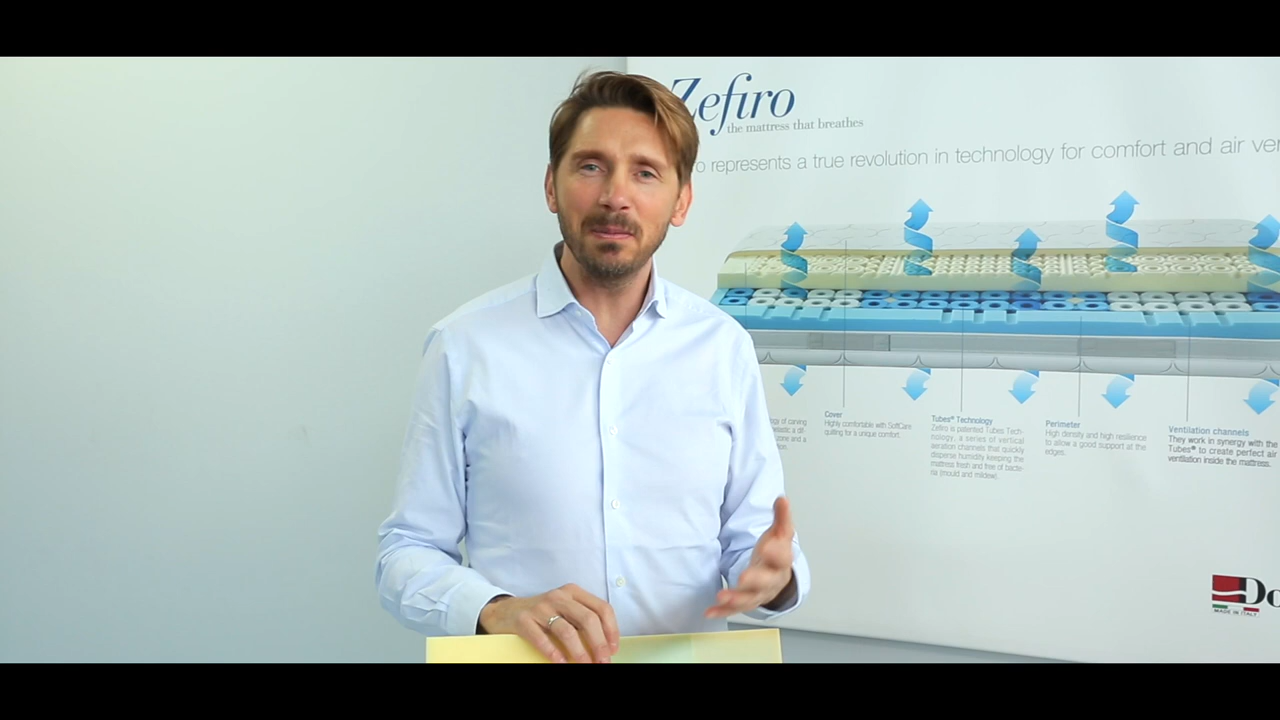 Zefiro
the mattress that breathes
represents a true revolution in technology for comfort and air
Cover
Highly comfortable with SoftCare
quilting for a unique comfort.
Tubes® Technology
Zefiro is patented Tubes Tech-
nology, a series of vertical
aeration channels that quickly
disperse humidity keeping the
mattress fresh and free of bacte-
ria (mould and mildew).
Perimeter
High density and high resilience
to allow a good support at the
edges.
Ventilation channels
They work in synergy with the
Tubes® to create perfect air
ventilation inside the mattress.
Do
MADE IN ITALY